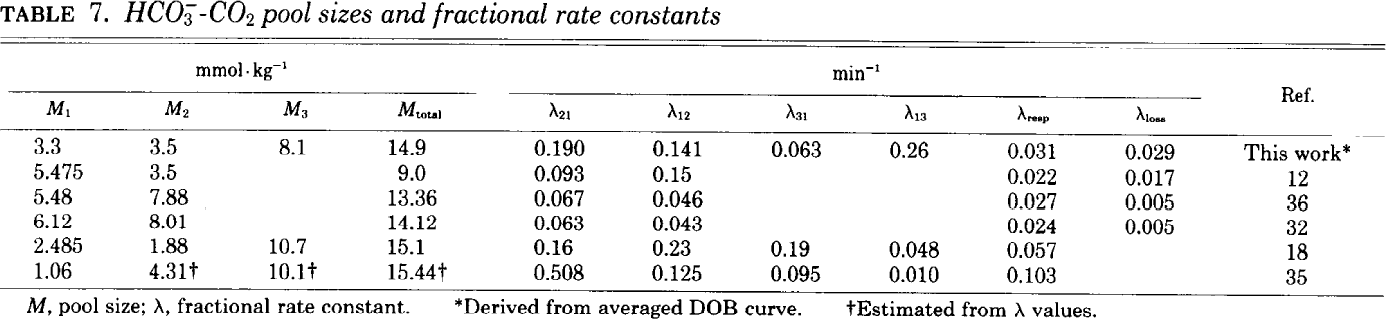 TABLE 7. HCO₃⁻-CO₂ pool sizes and fractional rate constants
mmol·kg⁻¹ min⁻¹ Ref.
M₁ M₂ M₃ Mtotal λ₂₁ λ₁₂ λ₃₁ λ₁₃ λresp λloss
3.3 3.5 8.1 14.9 0.190 0.141 0.063 0.26 0.031 0.029 This work*
5.475 3.5 9.0 0.093 0.15 0.022 0.017 12
5.48 7.88 13.36 0.067 0.046 0.027 0.005 36
6.12 8.01 14.12 0.063 0.043 0.024 0.005 32
2.485 1.88 10.7 15.1 0.16 0.23 0.19 0.048 0.057 18
1.06 4.31† 10.1† 15.44† 0.508 0.125 0.095 0.010 0.103 35
M, pool size; λ, fractional rate constant. *Derived from averaged DOB curve. †Estimated from λ values.